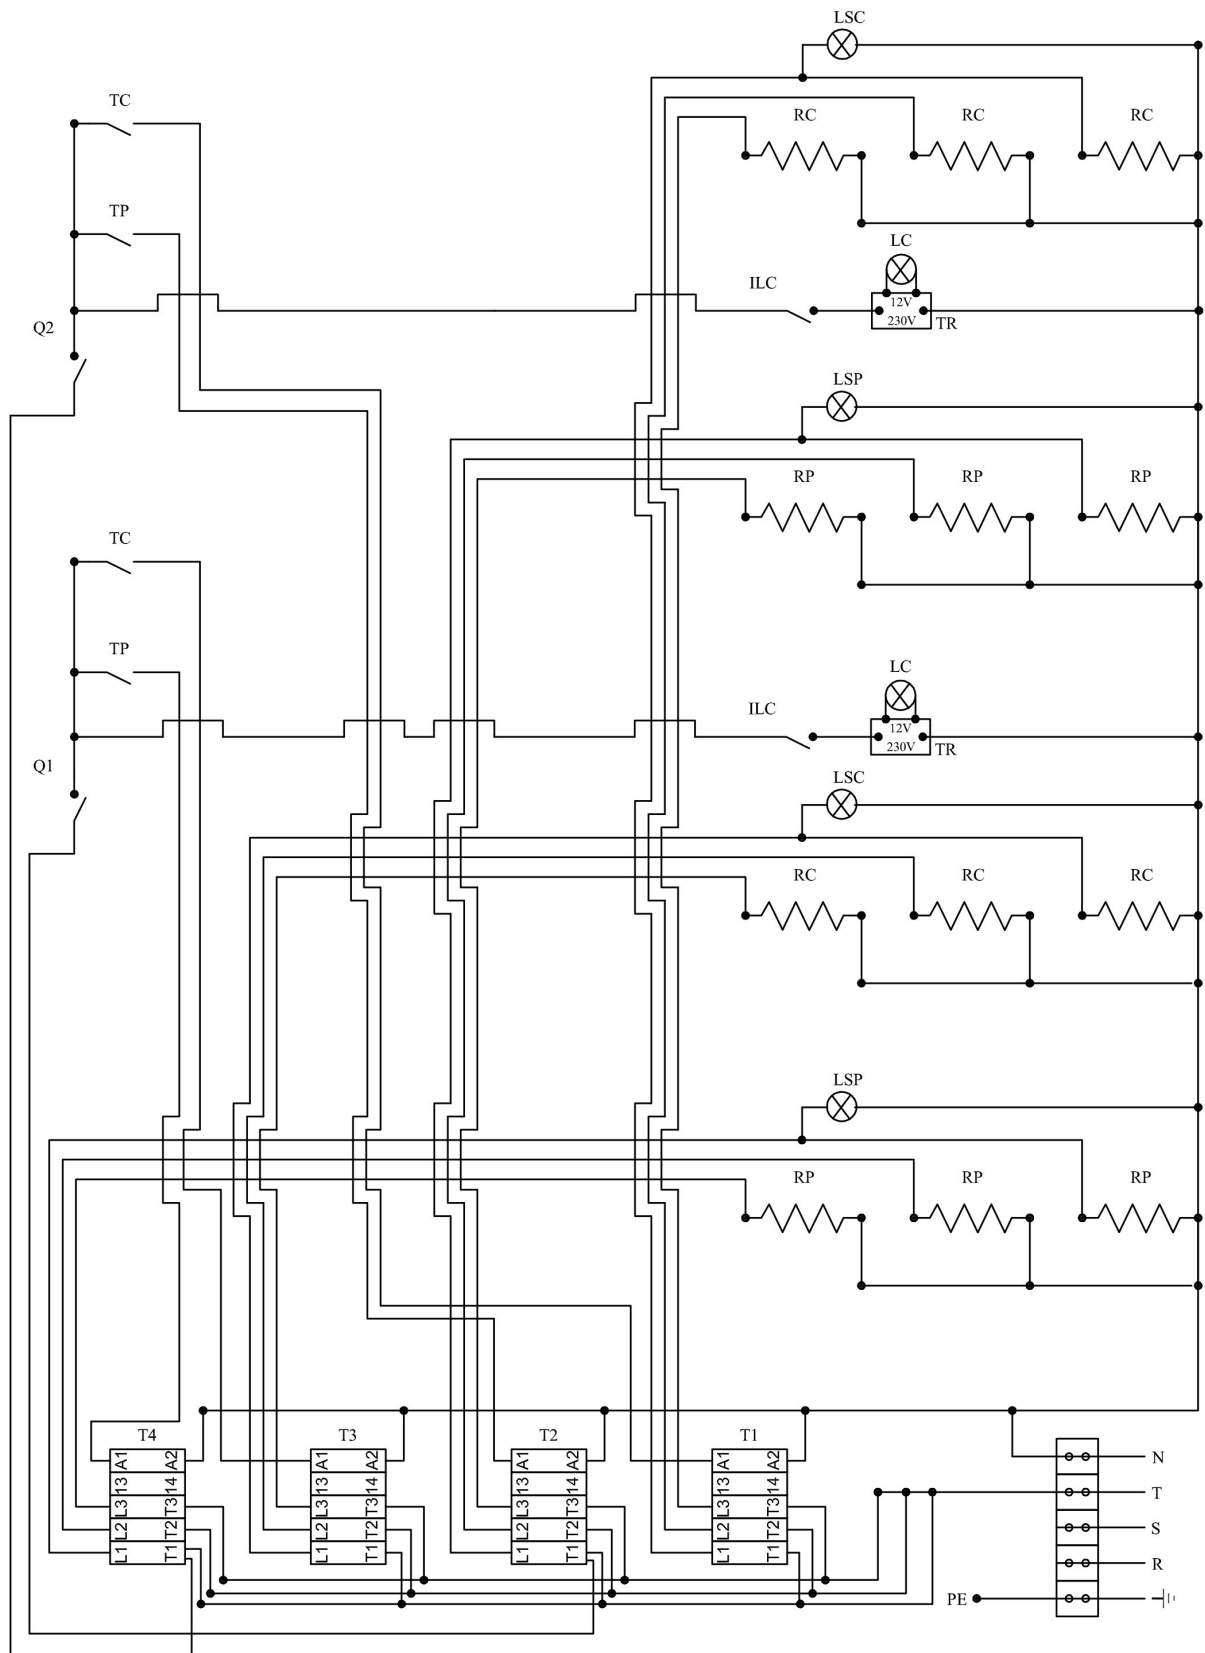 LSC
TC
RC RC RC
TP
LC
ILC
12V
230V
TR
Q2
LSP
RP RP RP
TC
TP
LC
ILC
12V
230V
TR
Q1
LSC
RC RC RC
LSP
RP RP RP
T4 T3 T2 T1
A1 A2 A1 A2 A1 A2 A1 A2
13 14 13 14 13 14 13 14
L3 T3 L3 T3 L3 T3 L3 T3
L2 T2 L2 T2 L2 T2 L2 T2
L1 T1 L1 T1 L1 T1 L1 T1
N
T
S
R
PE